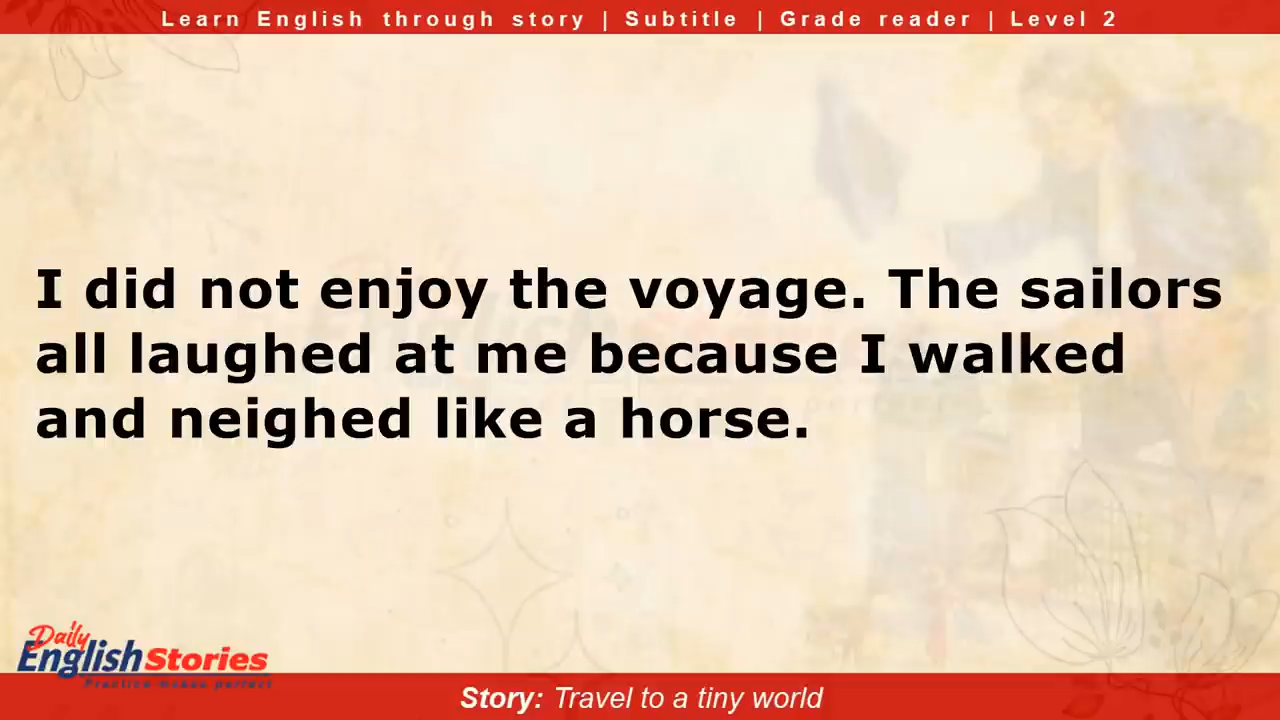 Learn English through story | Subtitle | Grade reader | Level 2
I did not enjoy the voyage. The sailors
all laughed at me because I walked
and neighed like a horse.
Daily
English Stories
Practice makes perfect
Story: Travel to a tiny world